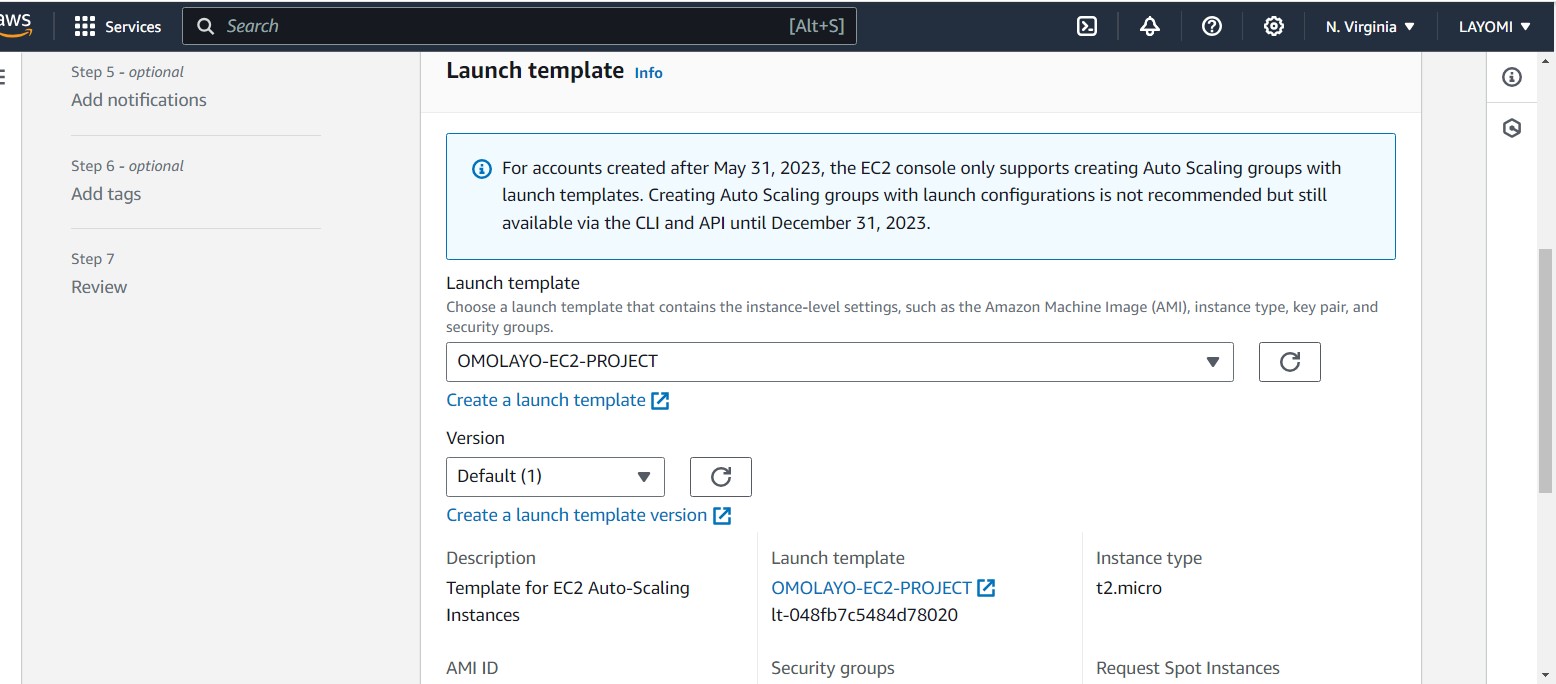 aws
Services
Search
[Alt+S]
N. Virginia
LAYOMI
Step 5 - optional
Add notifications
Step 6 - optional
Add tags
Step 7
Review
Launch template Info
For accounts created after May 31, 2023, the EC2 console only supports creating Auto Scaling groups with
launch templates. Creating Auto Scaling groups with launch configurations is not recommended but still
available via the CLI and API until December 31, 2023.
Launch template
Choose a launch template that contains the instance-level settings, such as the Amazon Machine Image (AMI), instance type, key pair, and
security groups.
OMOLAYO-EC2-PROJECT
Create a launch template
Version
Default (1)
Create a launch template version
Description
Template for EC2 Auto-Scaling
Instances
Launch template
OMOLAYO-EC2-PROJECT
lt-048fb7c5484d78020
Instance type
t2.micro
AMI ID
Security groups
Request Spot Instances